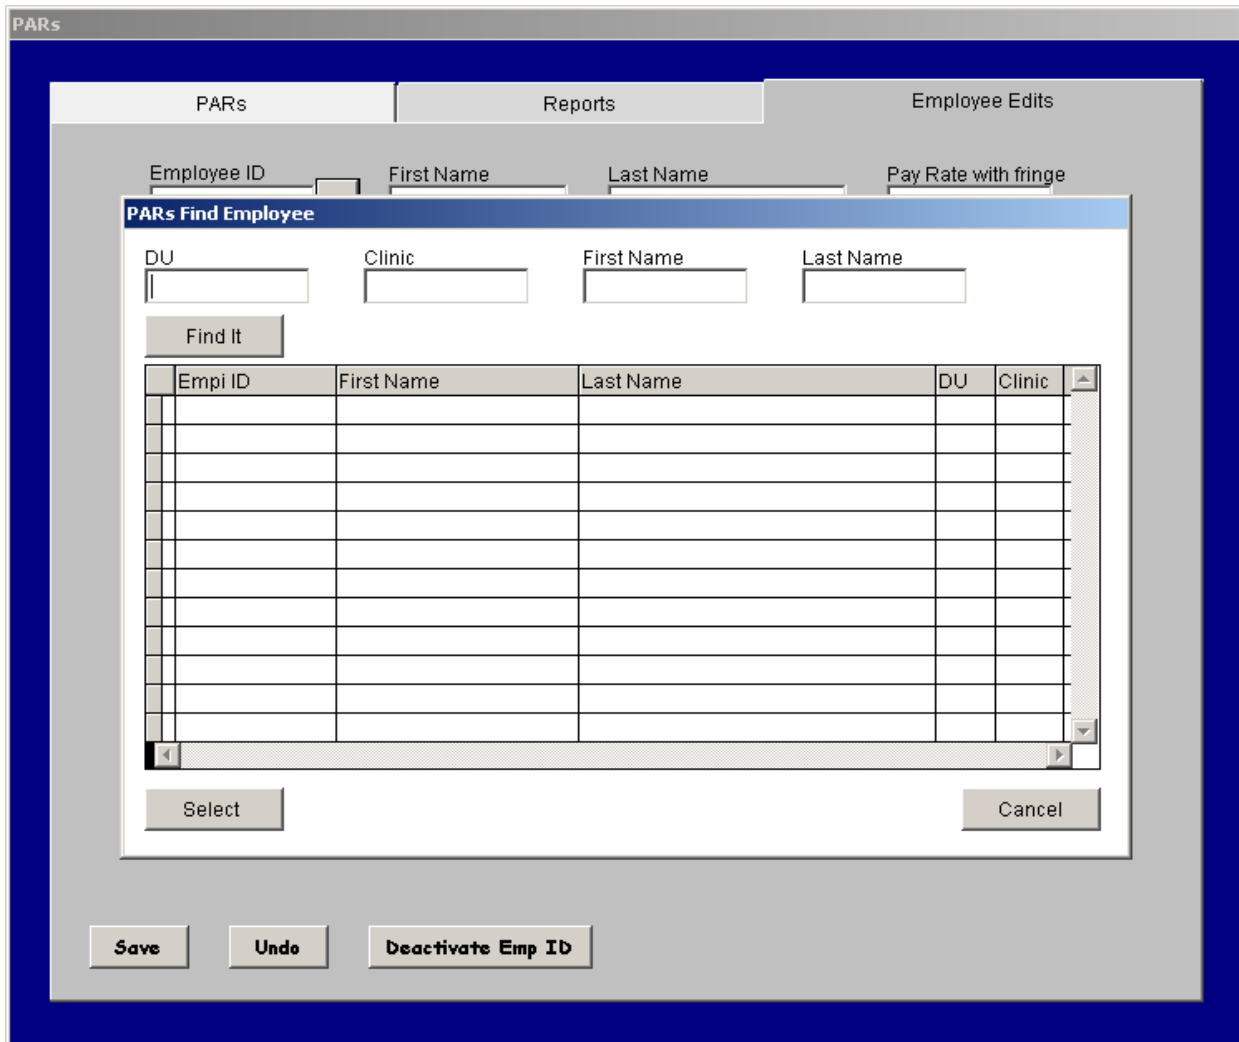 PARs
PARs Reports Employee Edits
Employee ID First Name Last Name Pay Rate with fringe
PARs Find Employee
DU Clinic First Name Last Name
Find It
Empi ID First Name Last Name DU Clinic
Select Cancel
Save Undo Deactivate Emp ID